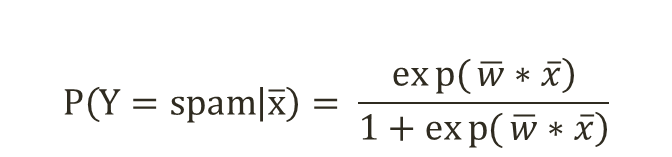 P(Y = spam|x̅) = exp( w̅ * x̅) / 1 + exp( w̅ * x̅)